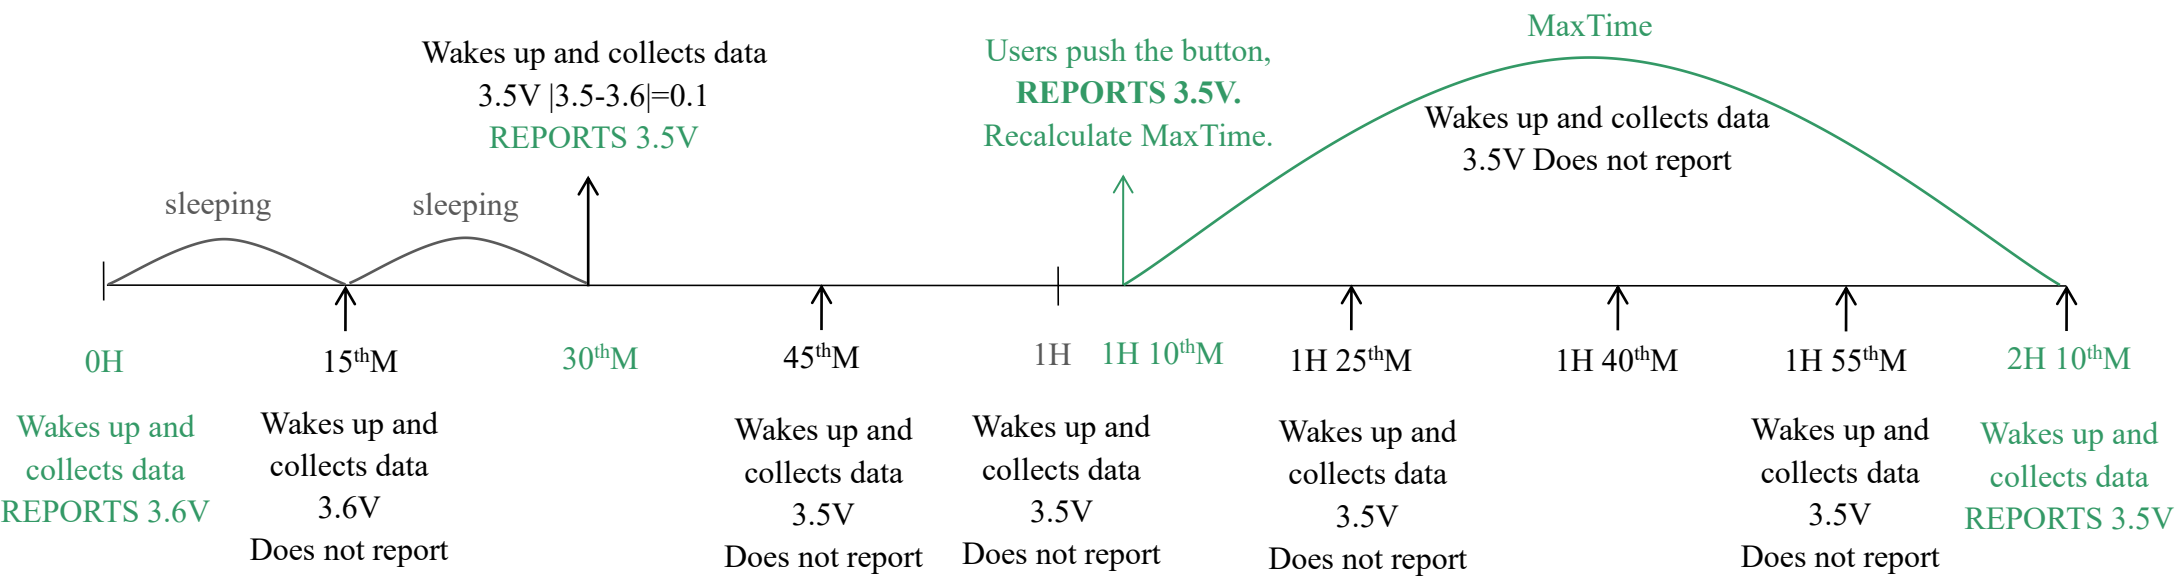 MaxTime
Wakes up and collects data
3.5V |3.5-3.6|=0.1
REPORTS 3.5V
Users push the button,
REPORTS 3.5V.
Recalculate MaxTime.
Wakes up and collects data
3.5V Does not report
sleeping
sleeping
0H
15thM
30thM
45thM
1H
1H 10thM
1H 25thM
1H 40thM
1H 55thM
2H 10thM
Wakes up and
collects data
REPORTS 3.6V
Wakes up and
collects data
3.6V
Does not report
Wakes up and
collects data
3.5V
Does not report
Wakes up and
collects data
3.5V
Does not report
Wakes up and
collects data
3.5V
Does not report
Wakes up and
collects data
3.5V
Does not report
Wakes up and
collects data
REPORTS 3.5V